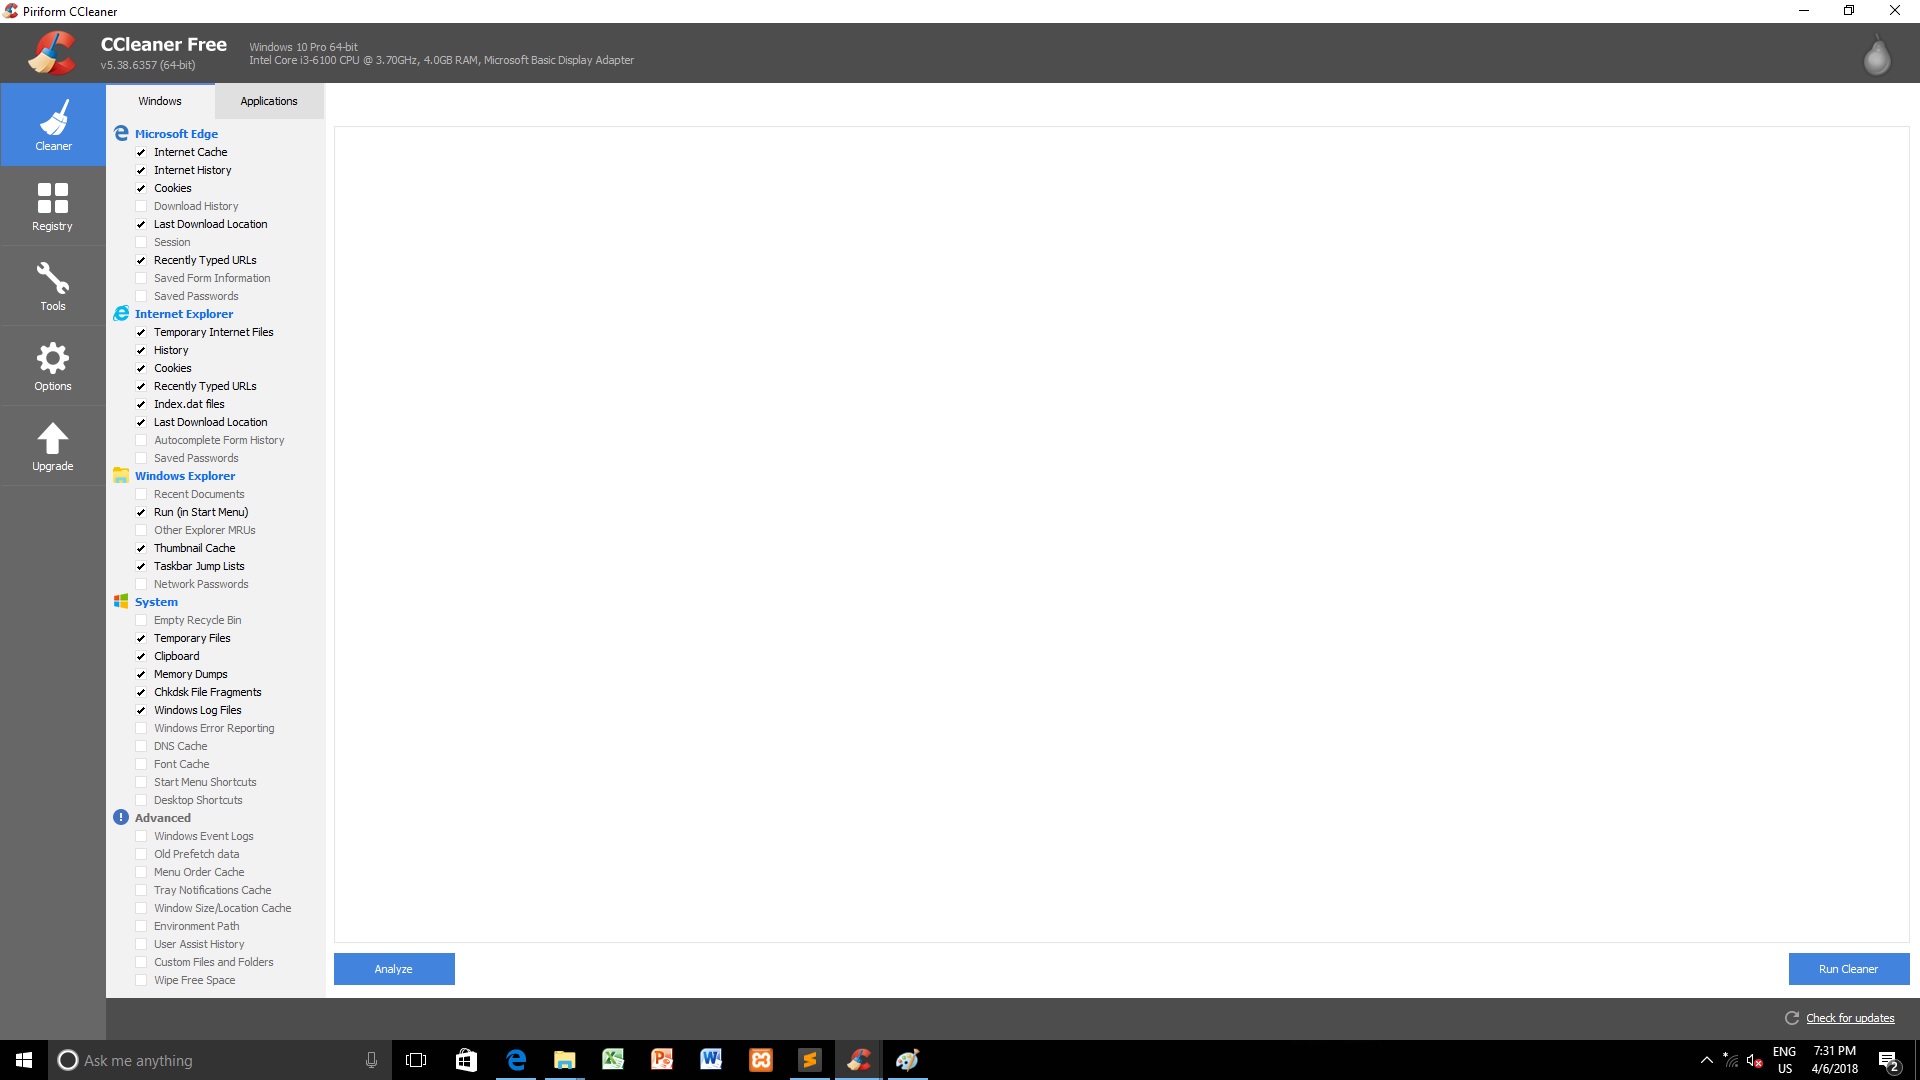 Piriform CCleaner
CCleaner Free
v5.38.6357 (64-bit)
Windows 10 Pro 64-bit
Intel Core i3-6100 CPU @ 3.70GHz, 4.0GB RAM, Microsoft Basic Display Adapter
Cleaner
Registry
Tools
Options
Upgrade
Windows
Applications
Microsoft Edge
Internet Cache
Internet History
Cookies
Download History
Last Download Location
Session
Recently Typed URLs
Saved Form Information
Saved Passwords
Internet Explorer
Temporary Internet Files
History
Cookies
Recently Typed URLs
Index.dat files
Last Download Location
Autocomplete Form History
Saved Passwords
Windows Explorer
Recent Documents
Run (in Start Menu)
Other Explorer MRUs
Thumbnail Cache
Taskbar Jump Lists
Network Passwords
System
Empty Recycle Bin
Temporary Files
Clipboard
Memory Dumps
Chkdsk File Fragments
Windows Log Files
Windows Error Reporting
DNS Cache
Font Cache
Start Menu Shortcuts
Desktop Shortcuts
Advanced
Windows Event Logs
Old Prefetch data
Menu Order Cache
Tray Notifications Cache
Window Size/Location Cache
Environment Path
User Assist History
Custom Files and Folders
Wipe Free Space
Analyze
Run Cleaner
Check for updates
Ask me anything
ENG
US
7:31 PM
4/6/2018
2